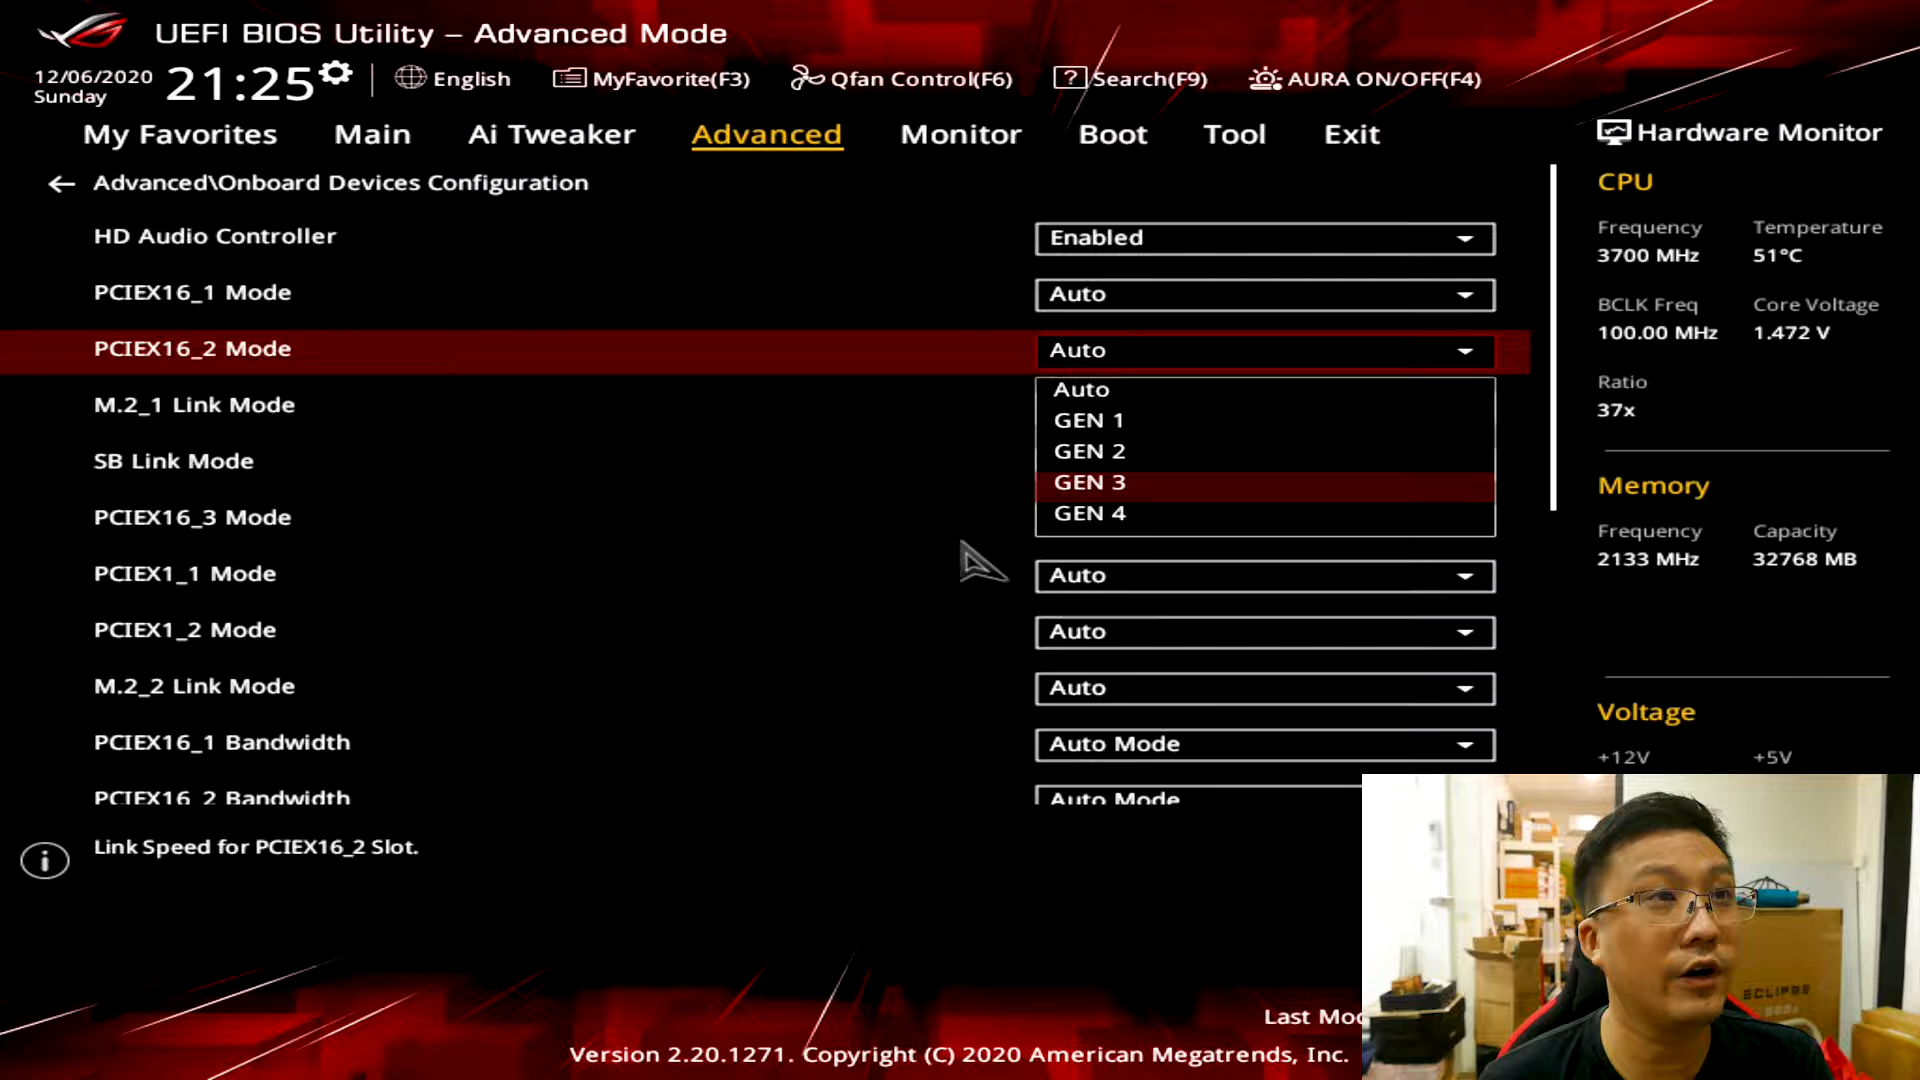 UEFI BIOS Utility – Advanced Mode
12/06/2020
Sunday
21:25
English
MyFavorite(F3)
Qfan Control(F6)
? Search(F9)
AURA ON/OFF(F4)
My Favorites
Main
Ai Tweaker
Advanced
Monitor
Boot
Tool
Exit
Hardware Monitor
Advanced\Onboard Devices Configuration
HD Audio Controller
Enabled
PCIEX16_1 Mode
Auto
PCIEX16_2 Mode
Auto
Auto
GEN 1
GEN 2
GEN 3
GEN 4
M.2_1 Link Mode
SB Link Mode
PCIEX16_3 Mode
PCIEX1_1 Mode
Auto
PCIEX1_2 Mode
Auto
M.2_2 Link Mode
Auto
PCIEX16_1 Bandwidth
Auto Mode
PCIEX16_2 Bandwidth
Auto Mode
i
Link Speed for PCIEX16_2 Slot.
CPU
Frequency
Temperature
3700 MHz
51°C
BCLK Freq
Core Voltage
100.00 MHz
1.472 V
Ratio
37x
Memory
Frequency
Capacity
2133 MHz
32768 MB
Voltage
+12V
+5V
ECLIPSE
Last Mod
Version 2.20.1271. Copyright (C) 2020 American Megatrends, Inc.